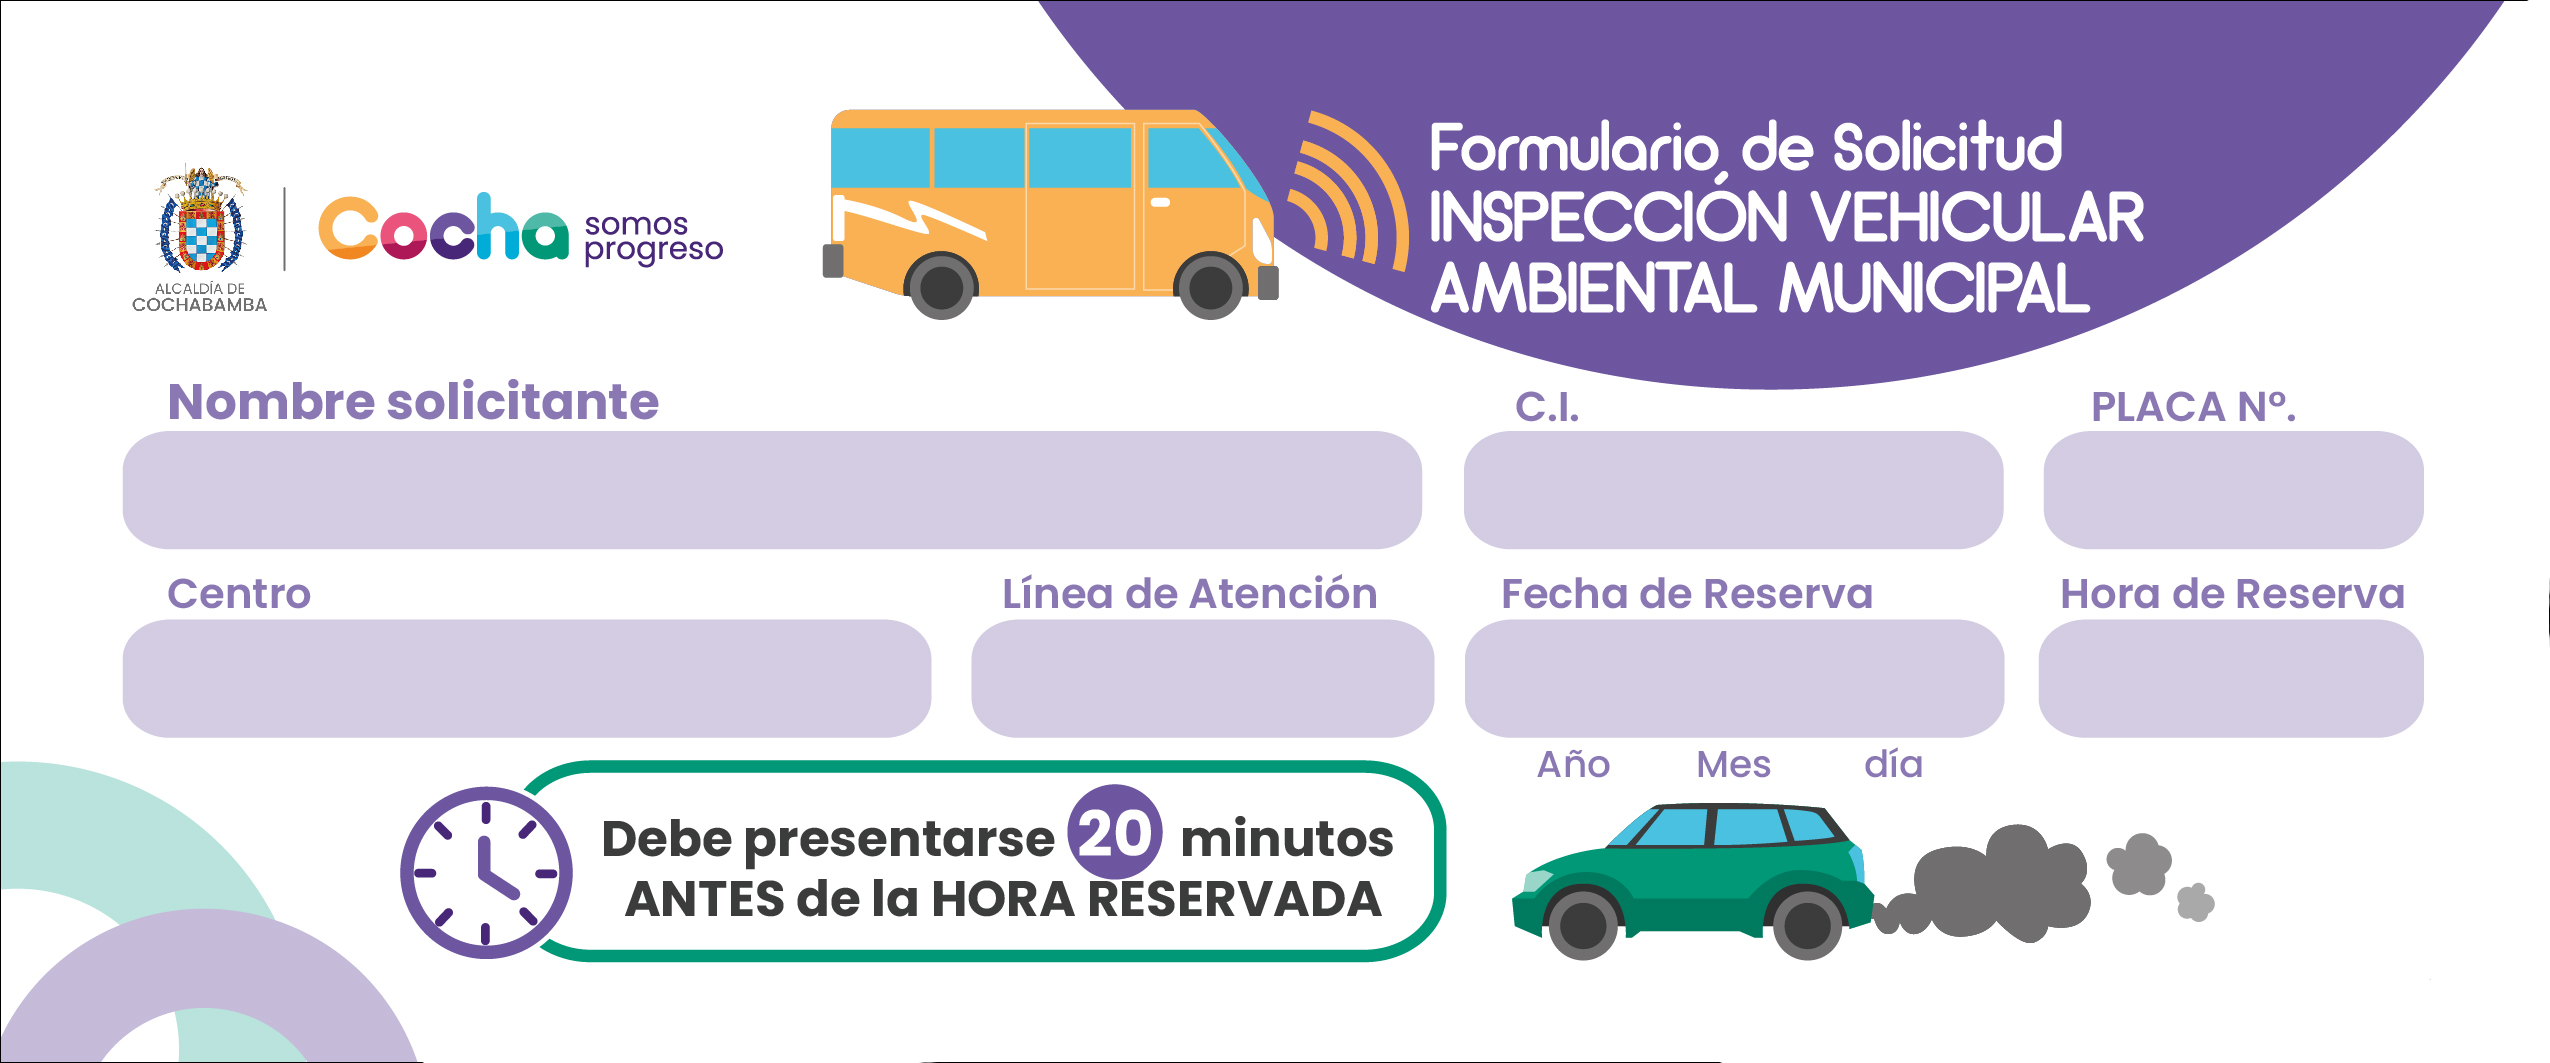 ALCALDÍA DE
COCHABAMBA
Cocha
somos
progreso
Formulario de Solicitud
INSPECCIÓN VEHICULAR
AMBIENTAL MUNICIPAL
Nombre solicitante
C.I.
PLACA Nº.
Centro
Línea de Atención
Fecha de Reserva
Hora de Reserva
Año Mes día
Debe presentarse 20 minutos
ANTES de la HORA RESERVADA